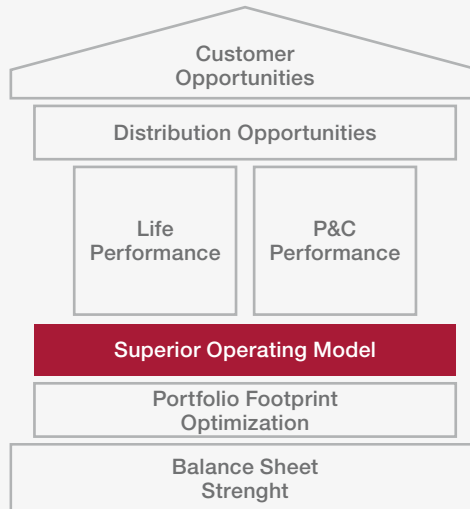 Customer
Opportunities
Distribution Opportunities
Life
Performance
P&C
Performance
Superior Operating Model
Portfolio Footprint
Optimization
Balance Sheet
Strenght